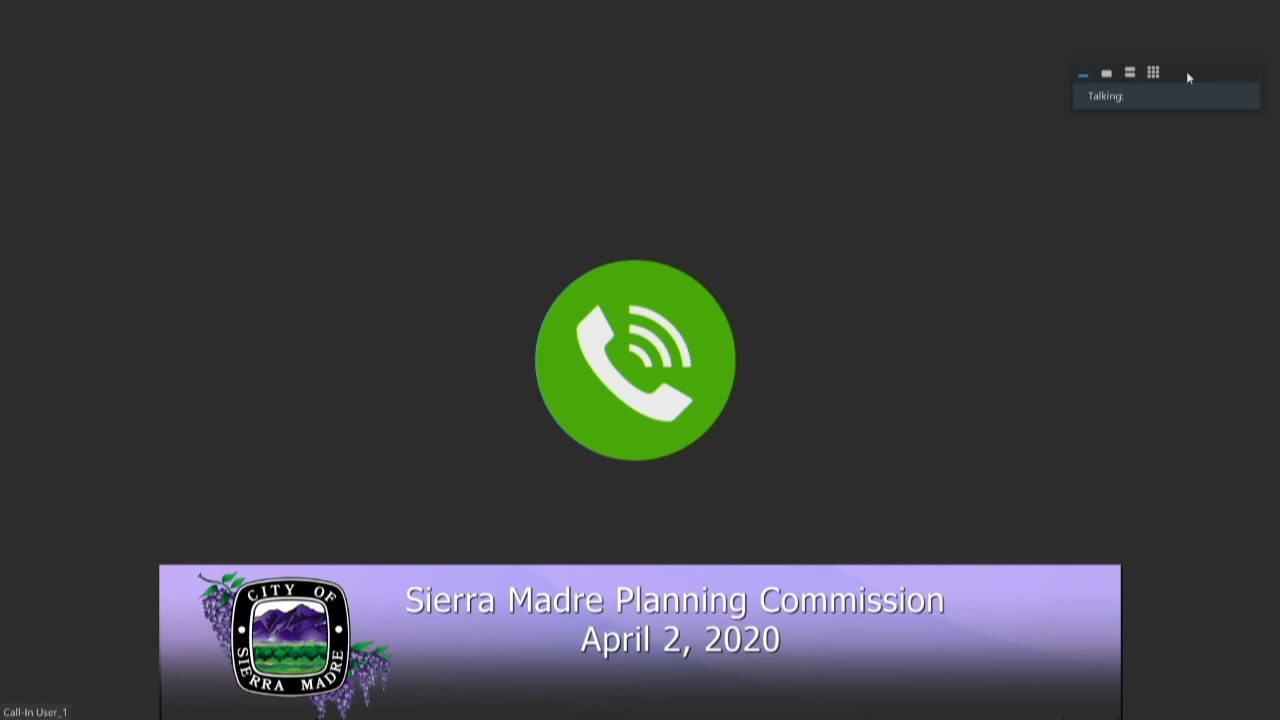 Talking:
Sierra Madre Planning Commission
April 2, 2020
CITY OF
SIERRA MADRE
Call-In User_1